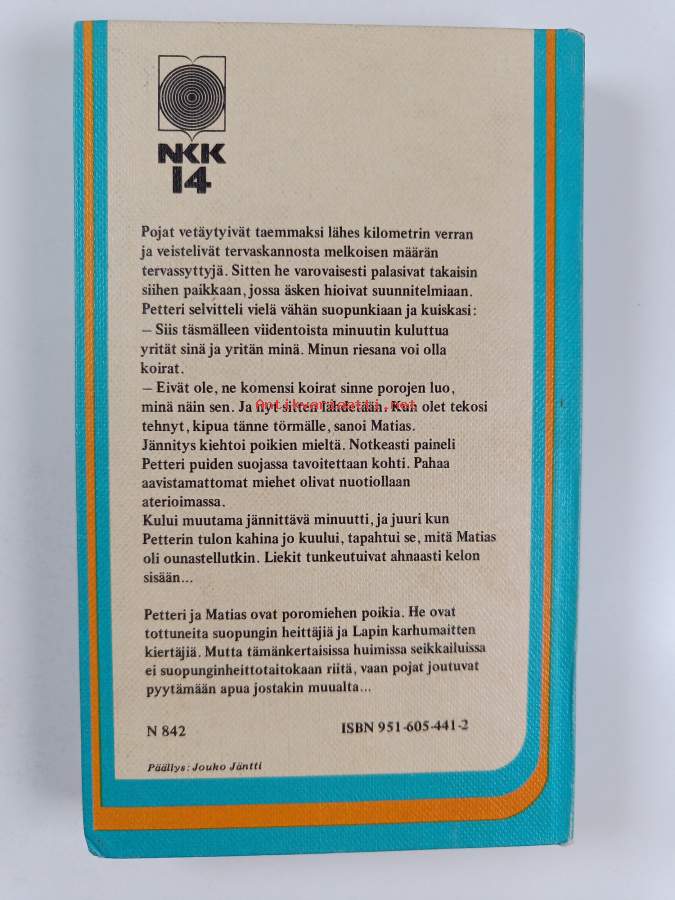 NKK
14
Pojat vetäytyivät taemmaksi lähes kilometrin verran
ja veistelivät tervaskannosta melkoisen määrän
tervassyttyjä. Sitten he varovaisesti palasivat takaisin
siihen paikkaan, jossa äsken hioivat suunnitelmiaan.
Petteri selvitteli vielä vähän suopunkiaan ja kuiskasi:
– Siis täsmälleen viidentoista minuutin kuluttua
yrität sinä ja yritän minä. Minun riesana voi olla
koirat.
– Eivät ole, ne komensi koirat sinne porojen luo,
minä näin sen. Ja nyt sitten lähdetään. Kun olet tekosi
Antikvariaatti.net
tehnyt, kipua tänne törmälle, sanoi Matias.
Jännitys kiehtoi poikien mieltä. Notkeasti paineli
Petteri puiden suojassa tavoitettaan kohti. Pahaa
aavistamattomat miehet olivat nuotiollaan
aterioimassa.
Kului muutama jännittävä minuutti, ja juuri kun
Petterin tulon kahina jo kuului, tapahtui se, mitä Matias
oli ounastellutkin. Liekit tunkeutuivat ahnaasti kelon
sisään...
Petteri ja Matias ovat poromiehen poikia. He ovat
tottuneita suopungin heittäjiä ja Lapin karhumaitten
kiertäjiä. Mutta tämänkertaisissa huimissa seikkailuissa
ei suopunginheittotaitokaan riitä, vaan pojat joutuvat
pyytämään apua jostakin muualta...
N 842
ISBN 951-605-441-2
Päällys: Jouko Jäntti